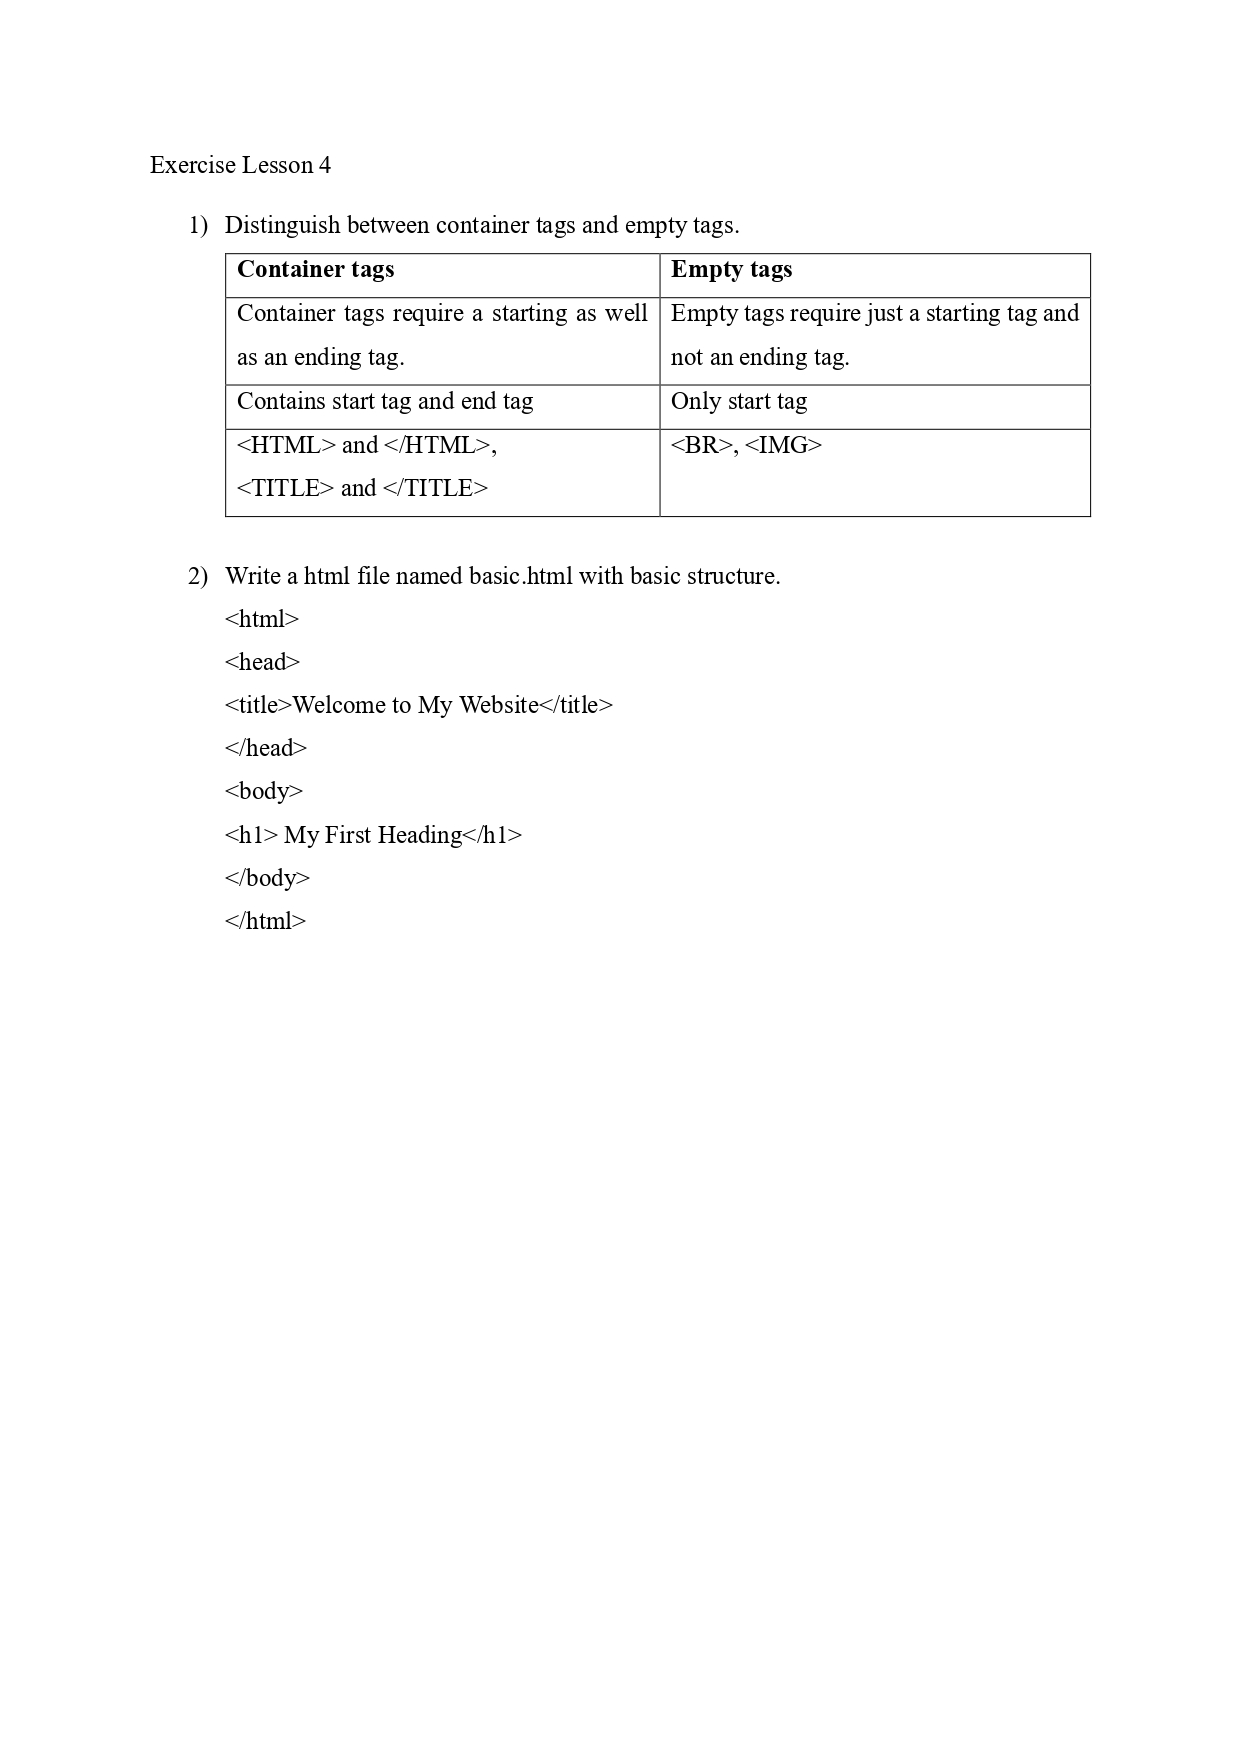 Exercise Lesson 4
1) Distinguish between container tags and empty tags.
Container tags
Empty tags
Container tags require a starting as well
as an ending tag.
Empty tags require just a starting tag and
not an ending tag.
Contains start tag and end tag
Only start tag
<HTML> and </HTML>,
<TITLE> and </TITLE>
<BR>, <IMG>
2) Write a html file named basic.html with basic structure.
<html>
<head>
<title>Welcome to My Website</title>
</head>
<body>
<h1> My First Heading</h1>
</body>
</html>